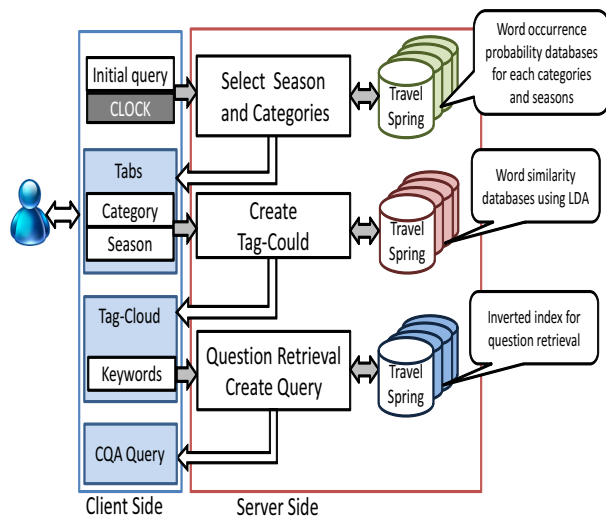 Initial query
CLOCK
Select Season
and Categories
Travel
Spring
Word occurrence
probability databases
for each categories
and seasons
Tabs
Category
Season
Create
Tag-Could
Travel
Spring
Word similarity
databases using LDA
Tag-Cloud
Keywords
Question Retrieval
Create Query
Travel
Spring
Inverted index for
question retrieval
CQA Query
Client Side
Server Side